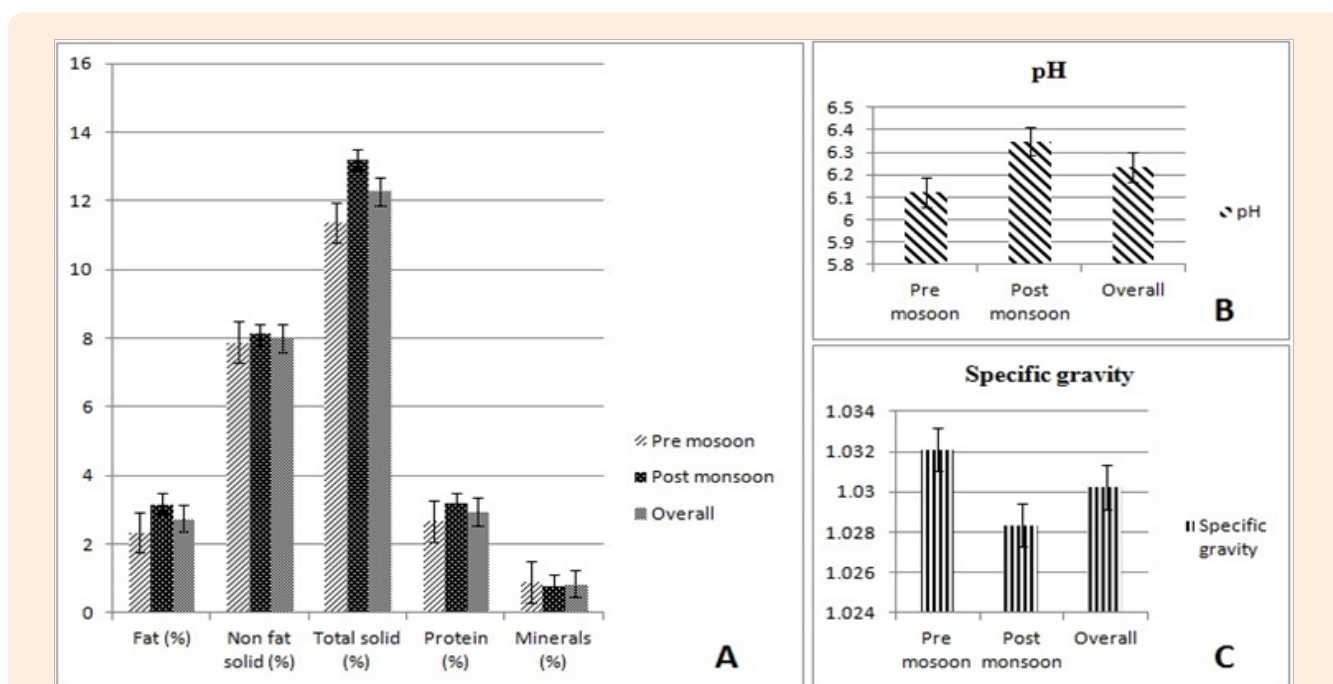 16
14
12
10
8
6
4
2
0
Fat (%)
Non fat
solid (%)
Total solid
(%)
Protein
(%)
Minerals
(%)
Pre mosoon
Post monsoon
Overall
A
pH
6.5
6.4
6.3
6.2
6.1
6
5.9
5.8
Pre
mosoon
Post
monsoon
Overall
pH
B
Specific gravity
1.034
1.032
1.03
1.028
1.026
1.024
Pre
mosoon
Post
monsoon
Overall
Specific
gravity
C